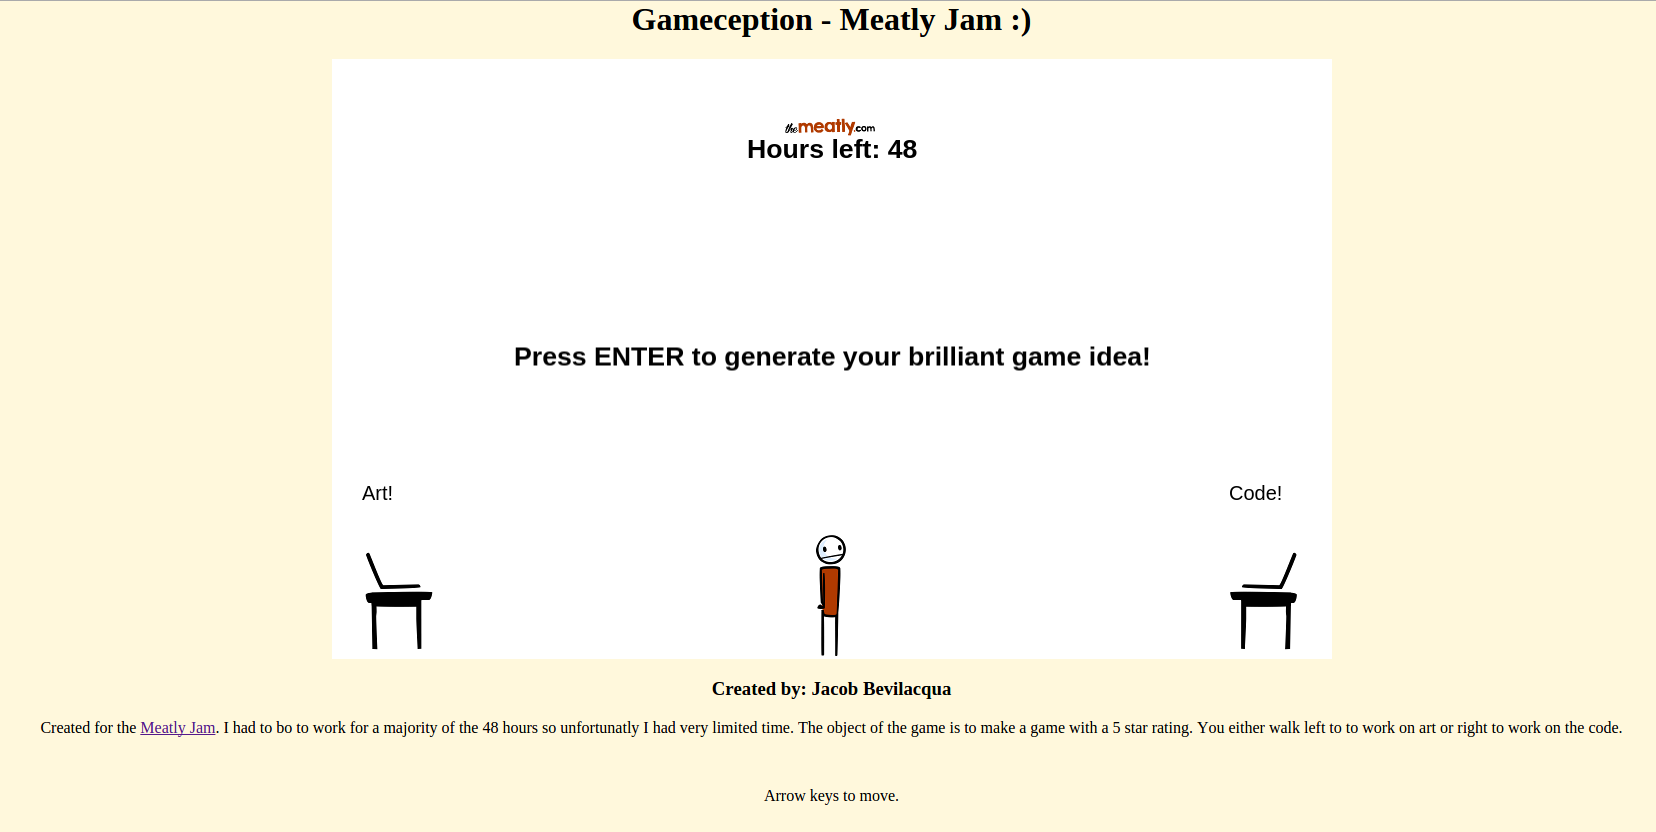 Gameception - Meatly Jam :)
themeatly.com
Hours left: 48
Press ENTER to generate your brilliant game idea!
Art!
Code!
Created by: Jacob Bevilacqua
Created for the Meatly Jam. I had to bo to work for a majority of the 48 hours so unfortunatly I had very limited time. The object of the game is to make a game with a 5 star rating. You either walk left to to work on art or right to work on the code.
Arrow keys to move.